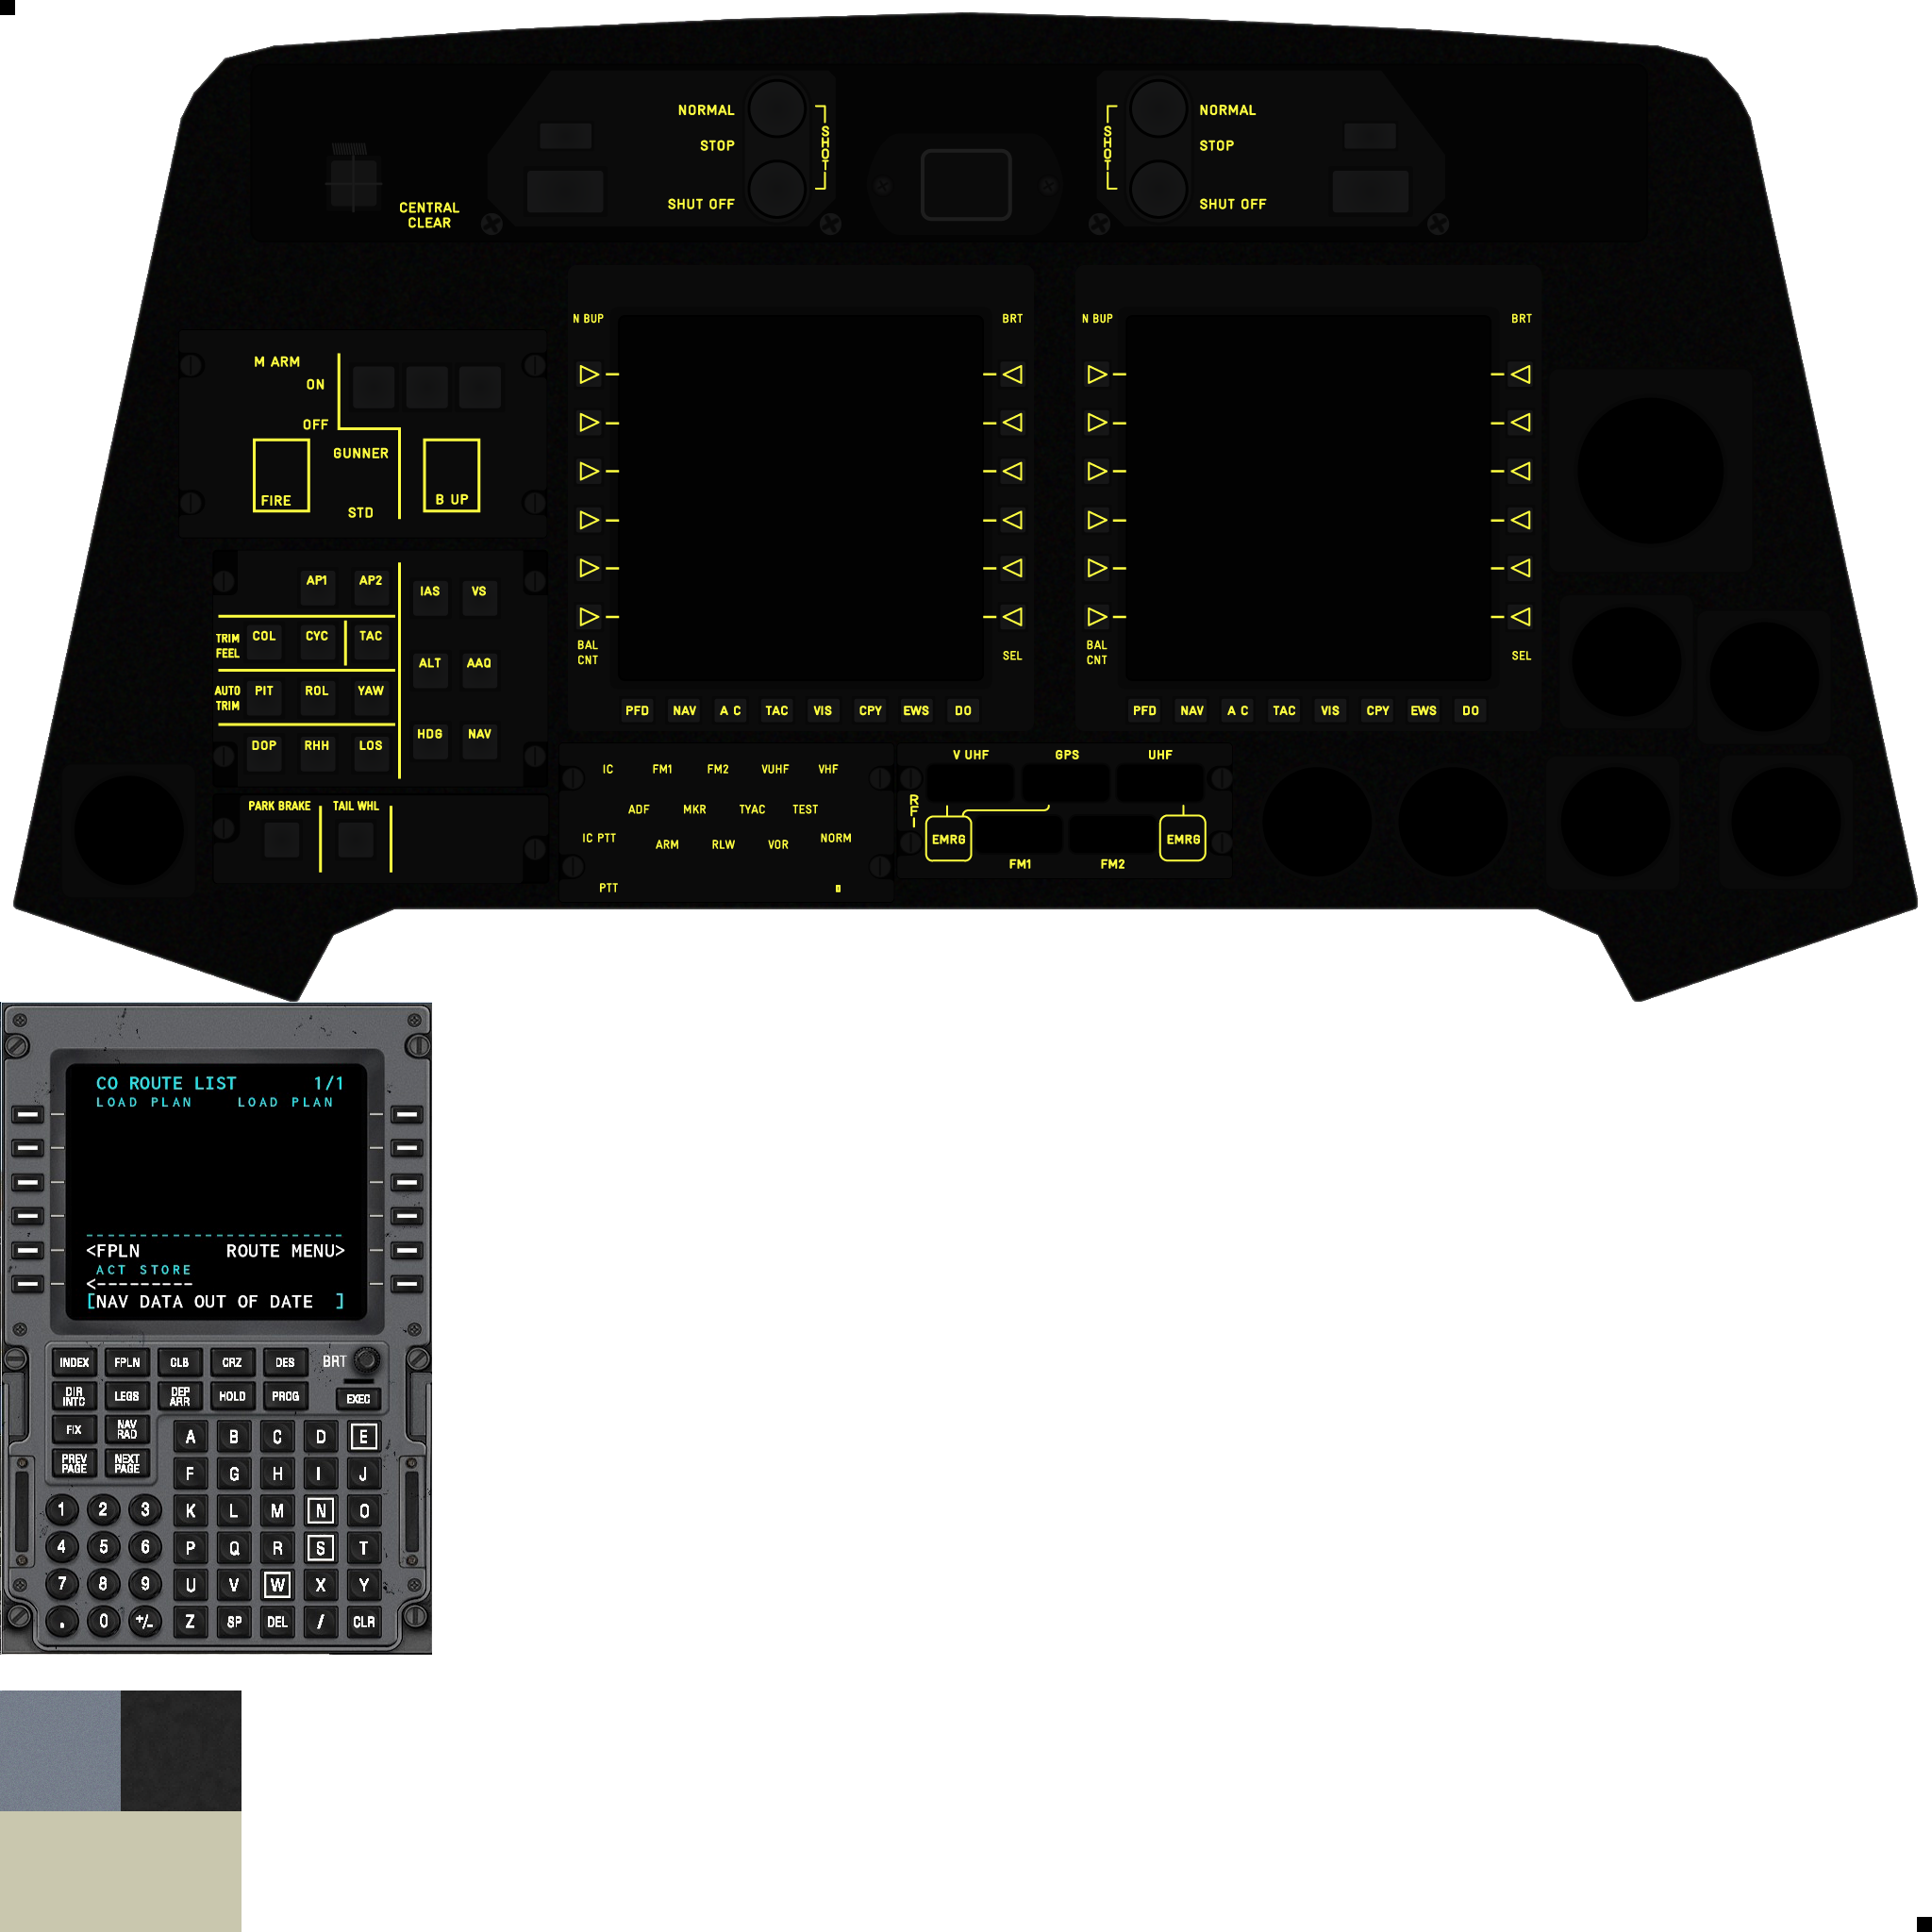 NORMAL
STOP
SHUT OFF
SHOT
CENTRAL
CLEAR
SHOT
NORMAL
STOP
SHUT OFF
M ARM
ON
OFF
GUNNER
FIRE
STD
B UP
AP1 AP2
IAS VS
TRIM
FEEL
COL CYC TAC
ALT AAQ
AUTO
TRIM
PIT ROL YAW
HDG NAV
DOP RHH LOS
PARK BRAKE TAIL WHL
N BUP BRT
BAL
CNT
SEL
PFD NAV A C TAC VIS CPY EWS DO
N BUP BRT
BAL
CNT
SEL
PFD NAV A C TAC VIS CPY EWS DO
IC FM1 FM2 VUHF VHF
ADF MKR TYAC TEST
IC PTT ARM RLW VOR NORM
PTT
V UHF GPS UHF
RFI
EMRG EMRG
FM1 FM2
CO ROUTE LIST 1/1
LOAD PLAN LOAD PLAN
------------------------
<FPLN ROUTE MENU>
ACT STORE
<---------
[NAV DATA OUT OF DATE ]
INDEX FPLN CLB CRZ DES BRT
DIR
INTC
LEGS
DEP
ARR
HOLD PROG EXEC
FIX
NAV
RAD
PREV
PAGE
NEXT
PAGE
A B C D E
F G H I J
1 2 3 K L M N O
4 5 6 P Q R S T
7 8 9 U V W X Y
. 0 +/- Z SP DEL / CLR